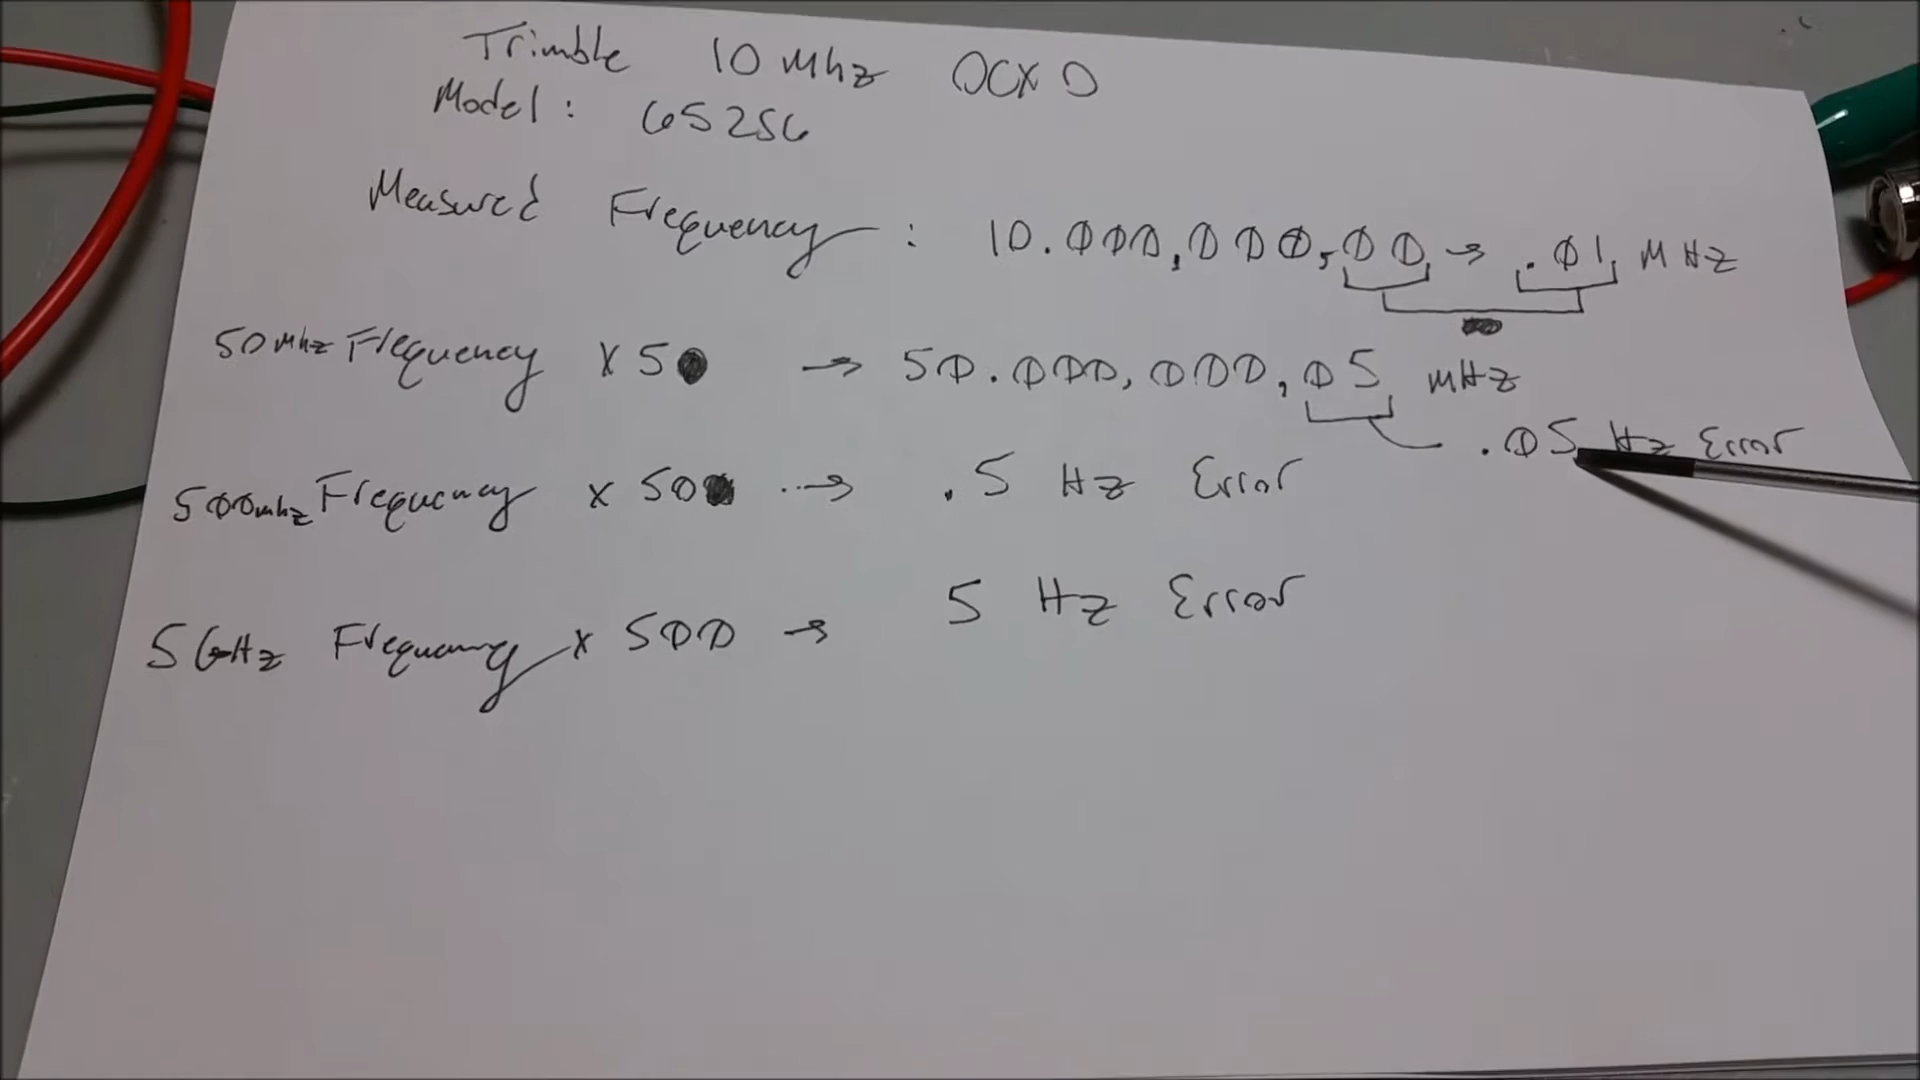 Trimble 10 Mhz OCXO
Model: 65256
Measured Frequency: 10.000,000,00 → .01 MHZ
50 Mhz Frequency x 5 → 50.000,000,05 MHZ
.05 Hz Error
500mhz Frequency x 50 → .5 Hz Error
5 GHz Frequency x 500 → 5 Hz Error